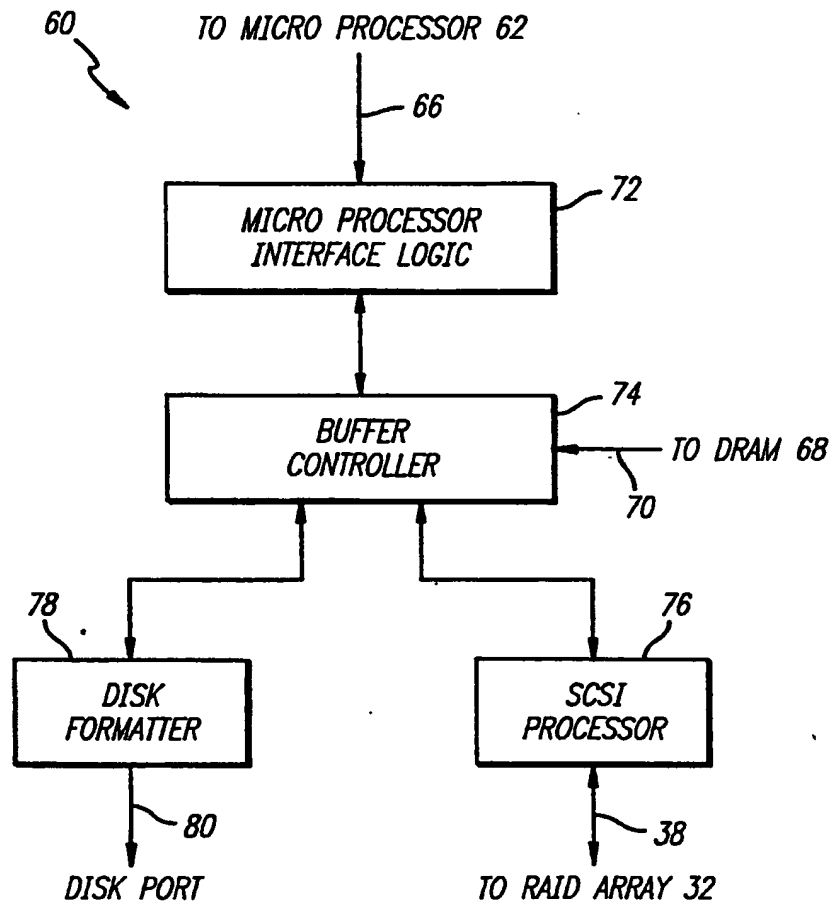 60
TO MICRO PROCESSOR 62
66
72
MICRO PROCESSOR
INTERFACE LOGIC
74
BUFFER
CONTROLLER
TO DRAM 68
70
78
76
DISK
FORMATTER
SCSI
PROCESSOR
80
38
DISK PORT
TO RAID ARRAY 32